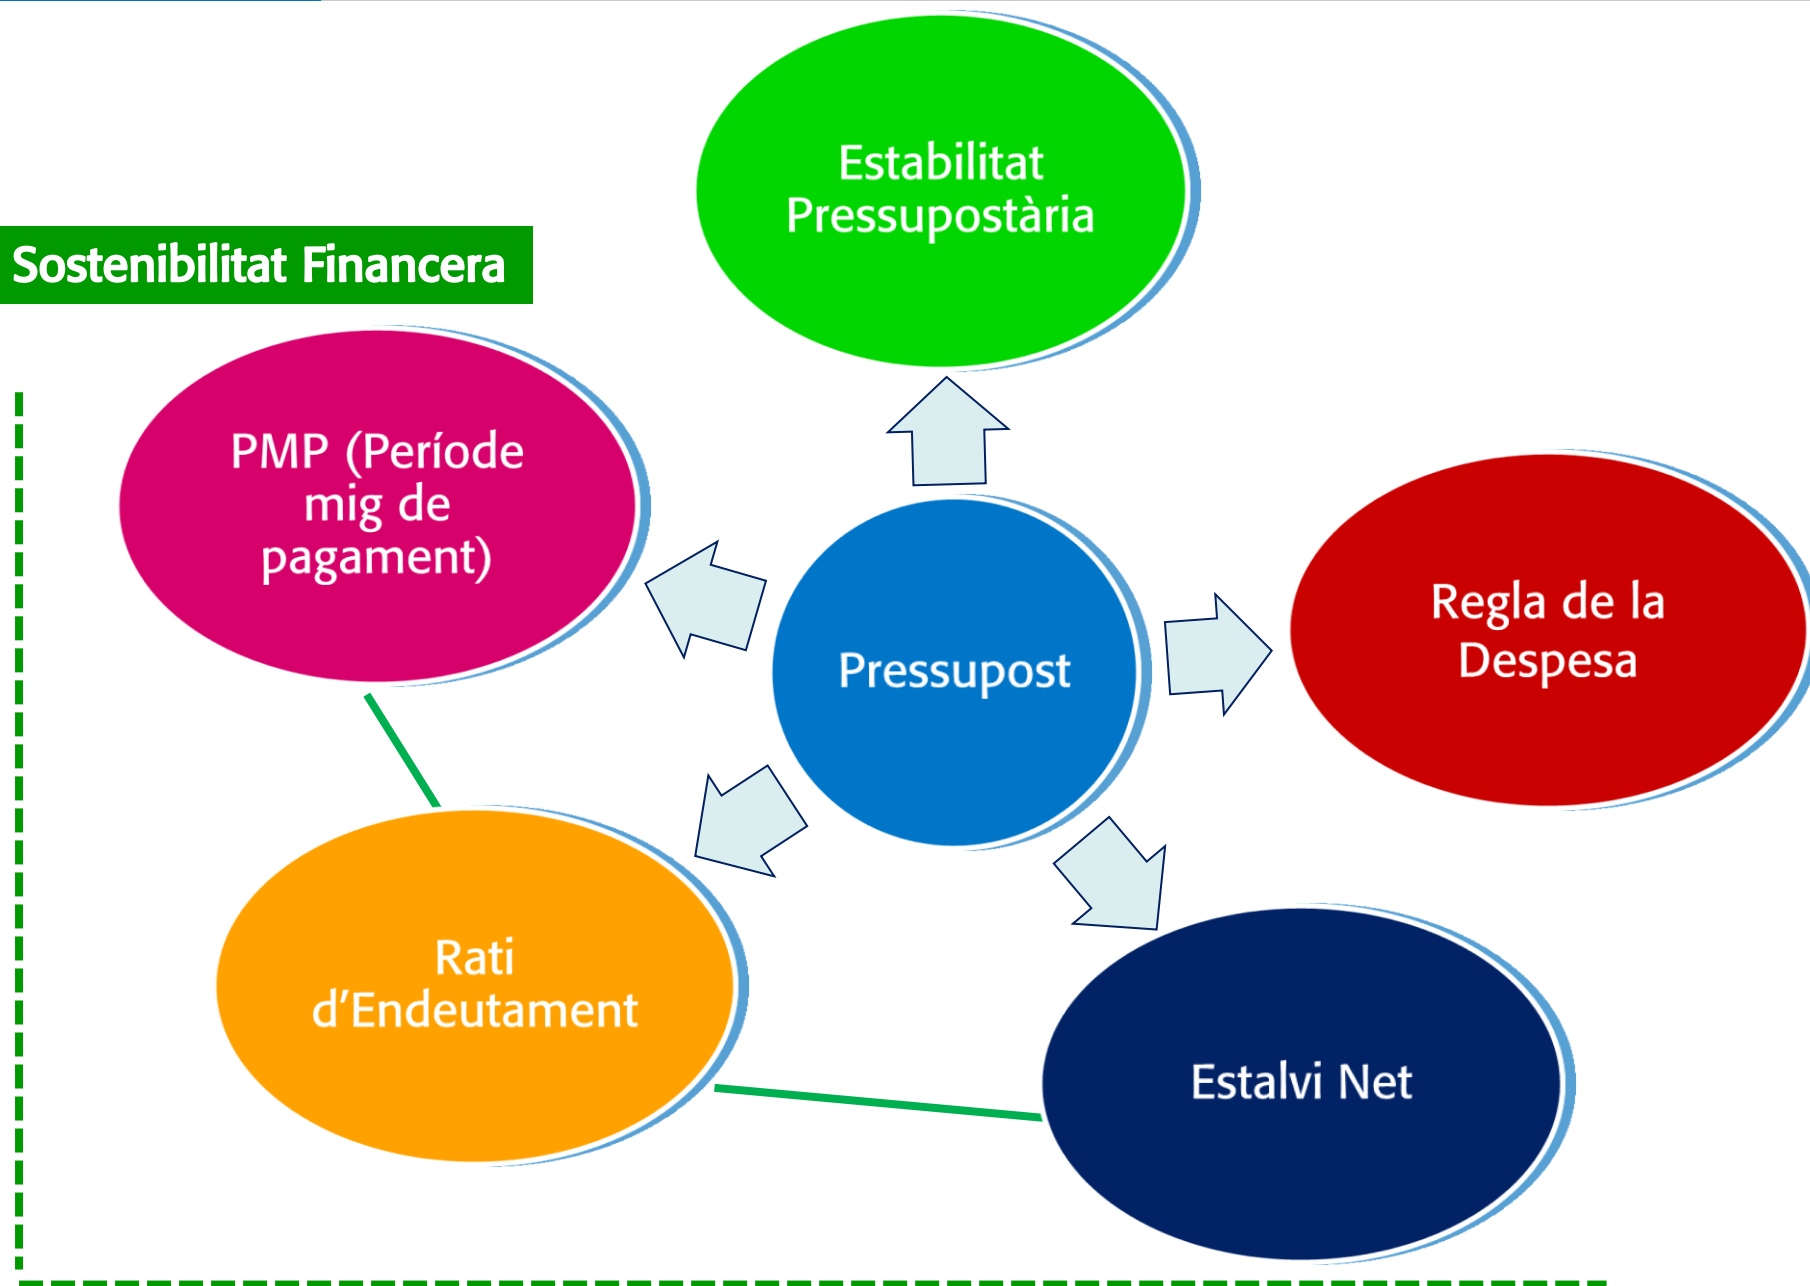 Estabilitat
Pressupostària
Sostenibilitat Financera
PMP (Període
mig de
pagament)
Regla de la
Despesa
Pressupost
Rati
d’Endeutament
Estalvi Net